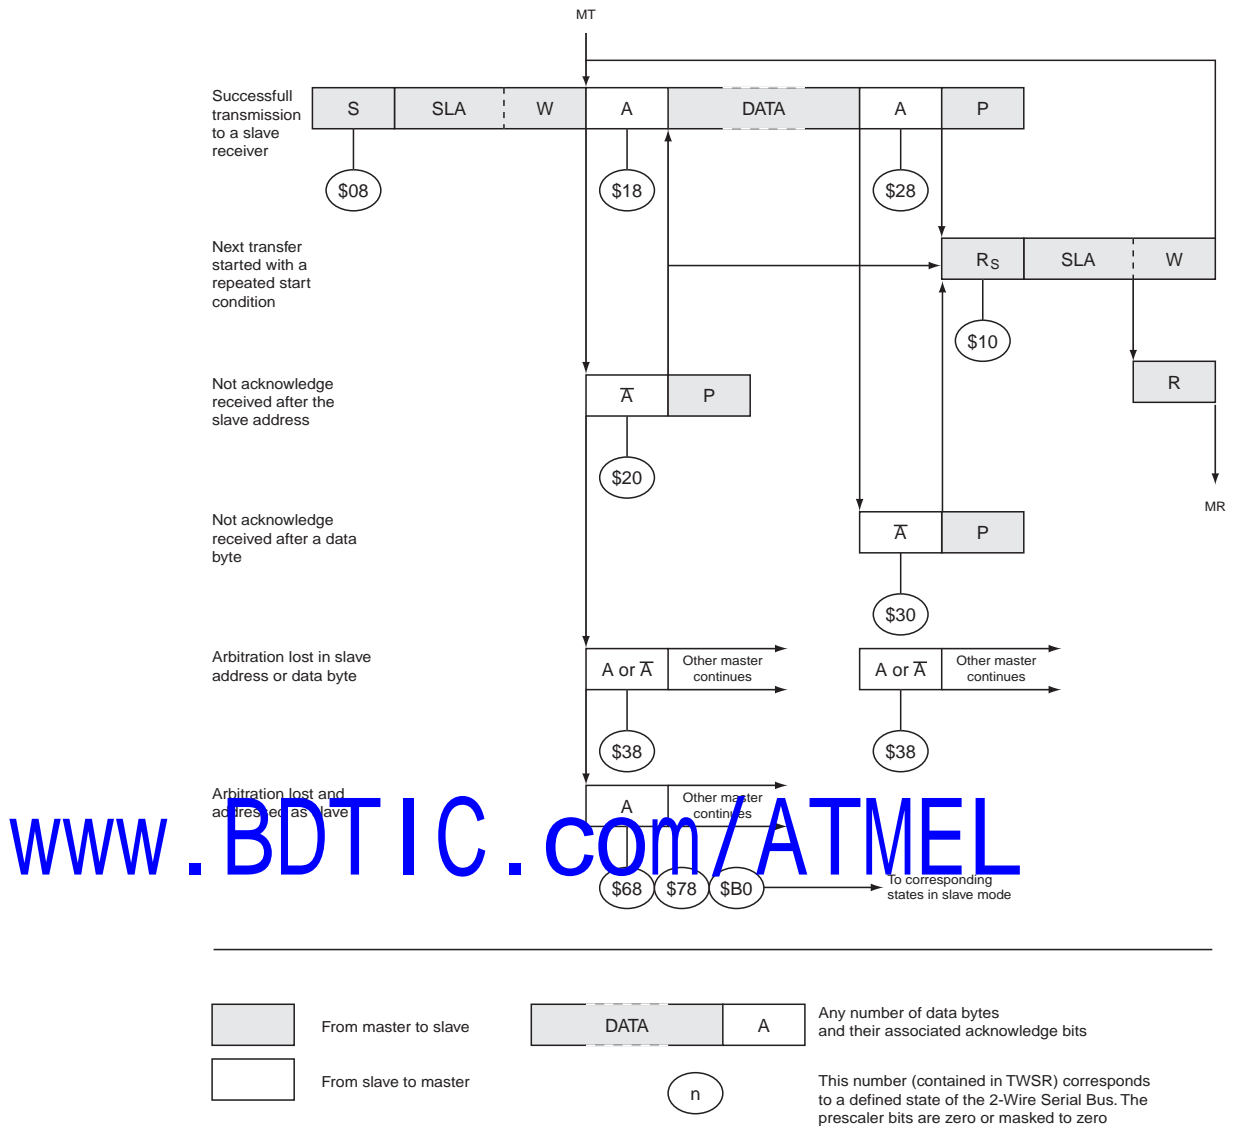 MT
Successfull
transmission
to a slave
receiver
S SLA W A DATA A P
$08 $18 $28
Next transfer
started with a
repeated start
condition
RS SLA W
$10
Not acknowledge
received after the
slave address
A̅ P
R
$20
MR
Not acknowledge
received after a data
byte
A̅ P
$30
Arbitration lost in slave
address or data byte
A or A̅ Other master
continues
A or A̅ Other master
continues
$38 $38
Arbitration lost and
addressed as slave
A Other master
continues
www.BDTIC.com/ATMEL
$68 $78 $B0
To corresponding
states in slave mode
From master to slave
DATA A
Any number of data bytes
and their associated acknowledge bits
From slave to master
n
This number (contained in TWSR) corresponds
to a defined state of the 2-Wire Serial Bus. The
prescaler bits are zero or masked to zero